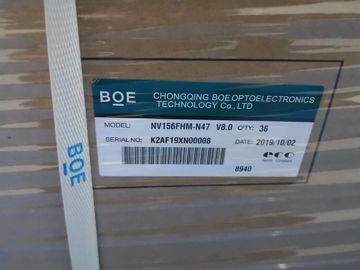 BOE
CHONGQING BOE OPTOELECTRONICS
TECHNOLOGY Co.,LTD
MODEL: NV156FHM-N47 V8.0 Q'TY: 36
SERIAL NO: K2AF19XN00008 DATE: 2019/10/02
eco
8940
BOE